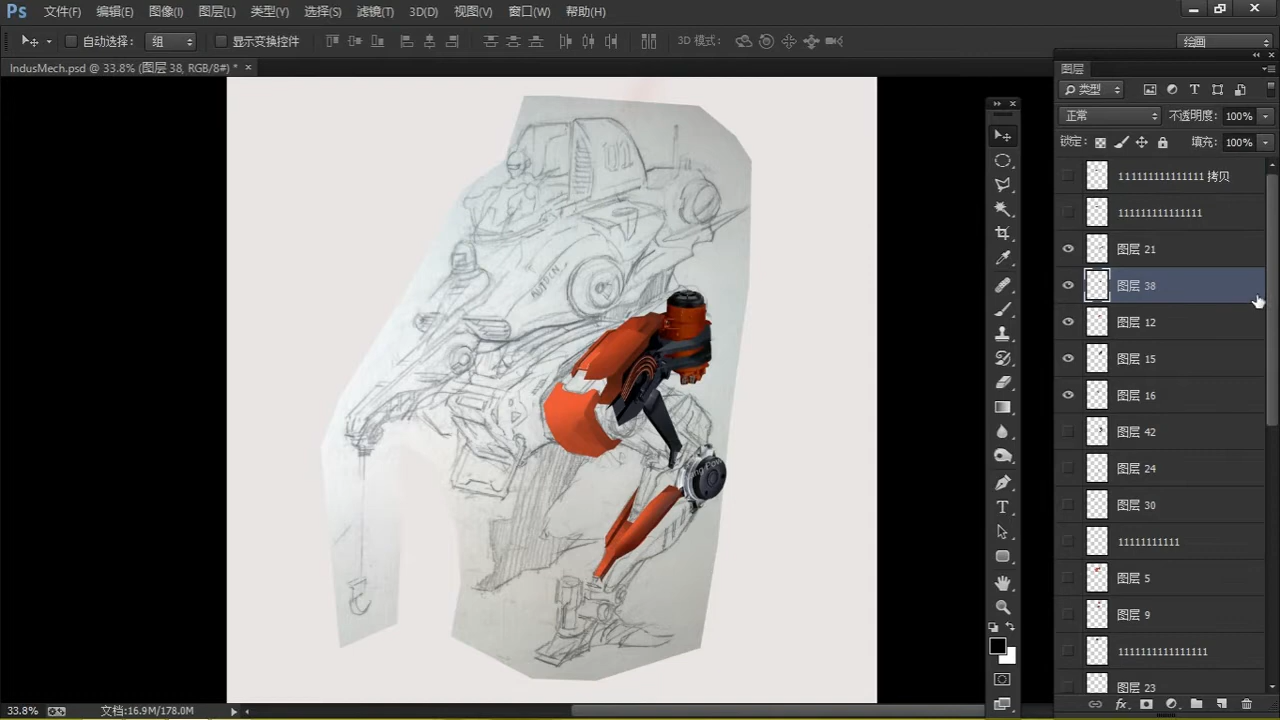 Ps 文件(F) 编辑(E) 图像(I) 图层(L) 类型(Y) 选择(S) 滤镜(T) 3D(D) 视图(V) 窗口(W) 帮助(H)
自动选择: 组 显示变换控件 3D 模式: 绘画
IndusMech.psd @ 33.8% (图层 38, RGB/8#) * ×
图层
类型
正常 不透明度: 100%
锁定: 填充: 100%
111111111111111 拷贝
11111111111111
图层 21
图层 38
图层 12
图层 15
图层 16
图层 42
图层 24
图层 30
11111111111
图层 5
图层 9
111111111111111
图层 23
33.8% 文档:16.9M/178.0M